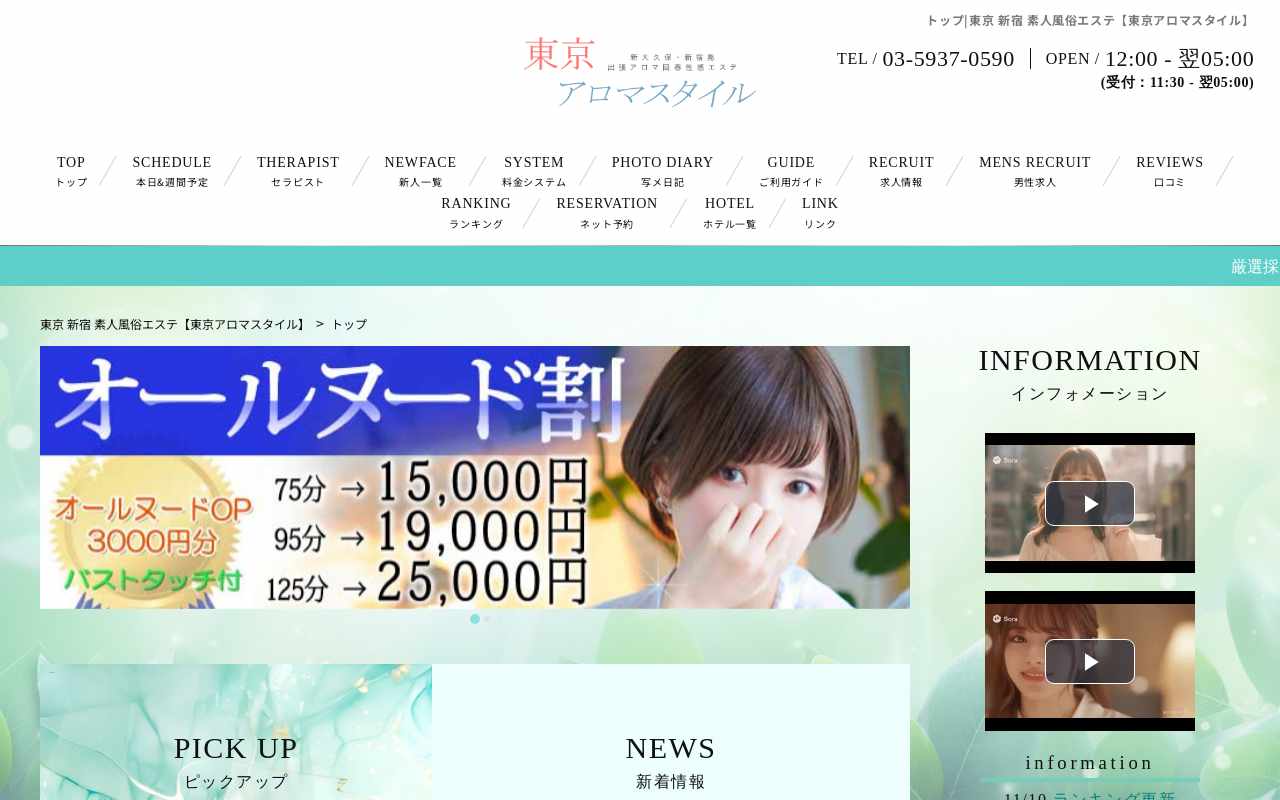 トップ|東京 新宿 素人風俗エステ【東京アロマスタイル】
東京
新大久保・新宿発
出張アロマ回春性感エステ
アロマスタイル
TEL / 03-5937-0590
OPEN / 12:00 - 翌05:00
(受付 : 11:30 - 翌05:00)
TOP SCHEDULE THERAPIST NEWFACE SYSTEM PHOTO DIARY GUIDE RECRUIT MENS RECRUIT REVIEWS
トップ 本日&週間予定 セラピスト 新人一覧 料金システム 写メ日記 ご利用ガイド 求人情報 男性求人 口コミ
RANKING RESERVATION HOTEL LINK
ランキング ネット予約 ホテル一覧 リンク
厳選採
東京 新宿 素人風俗エステ【東京アロマスタイル】 > トップ
オールヌード割
オールヌードOP
3000円分
バストタッチ付
75分 → 15,000円
95分 → 19,000円
125分 → 25,000円
INFORMATION
インフォメーション
Sora
Sora
information
11/10 ランキング更新
PICK UP
ピックアップ
NEWS
新着情報